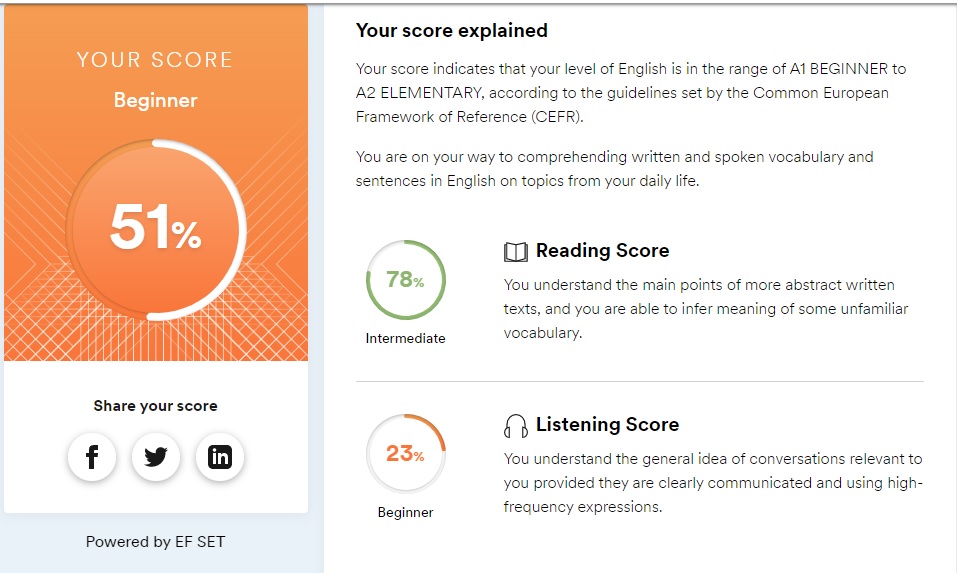 YOUR SCORE
Beginner
51%
Share your score
Powered by EF SET
Your score explained
Your score indicates that your level of English is in the range of A1 BEGINNER to
A2 ELEMENTARY, according to the guidelines set by the Common European
Framework of Reference (CEFR).
You are on your way to comprehending written and spoken vocabulary and
sentences in English on topics from your daily life.
78%
Intermediate
Reading Score
You understand the main points of more abstract written
texts, and you are able to infer meaning of some unfamiliar
vocabulary.
23%
Beginner
Listening Score
You understand the general idea of conversations relevant to
you provided they are clearly communicated and using high-
frequency expressions.